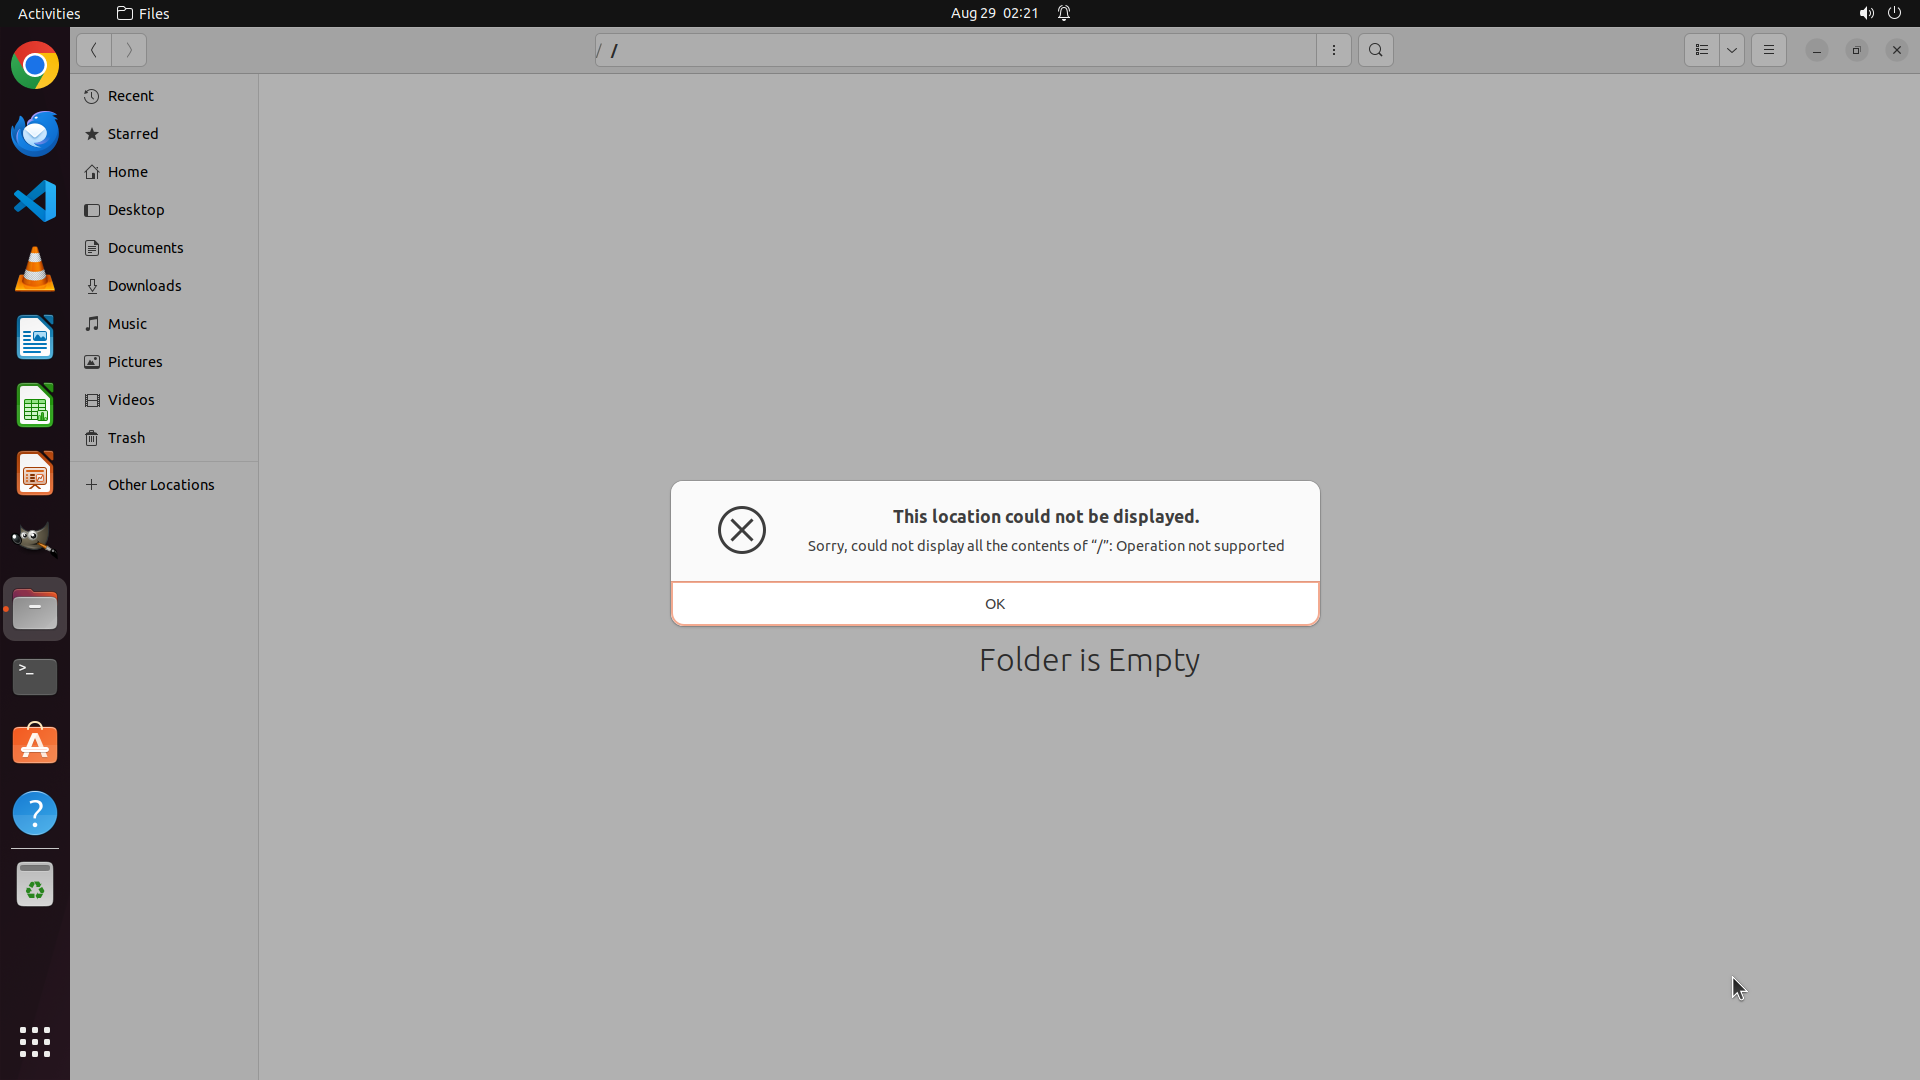 Activities
Files
Aug 29 02:21
/ /
Recent
Starred
Home
Desktop
Documents
Downloads
Music
Pictures
Videos
Trash
Other Locations
This location could not be displayed.
Sorry, could not display all the contents of “/”: Operation not supported
OK
Folder is Empty